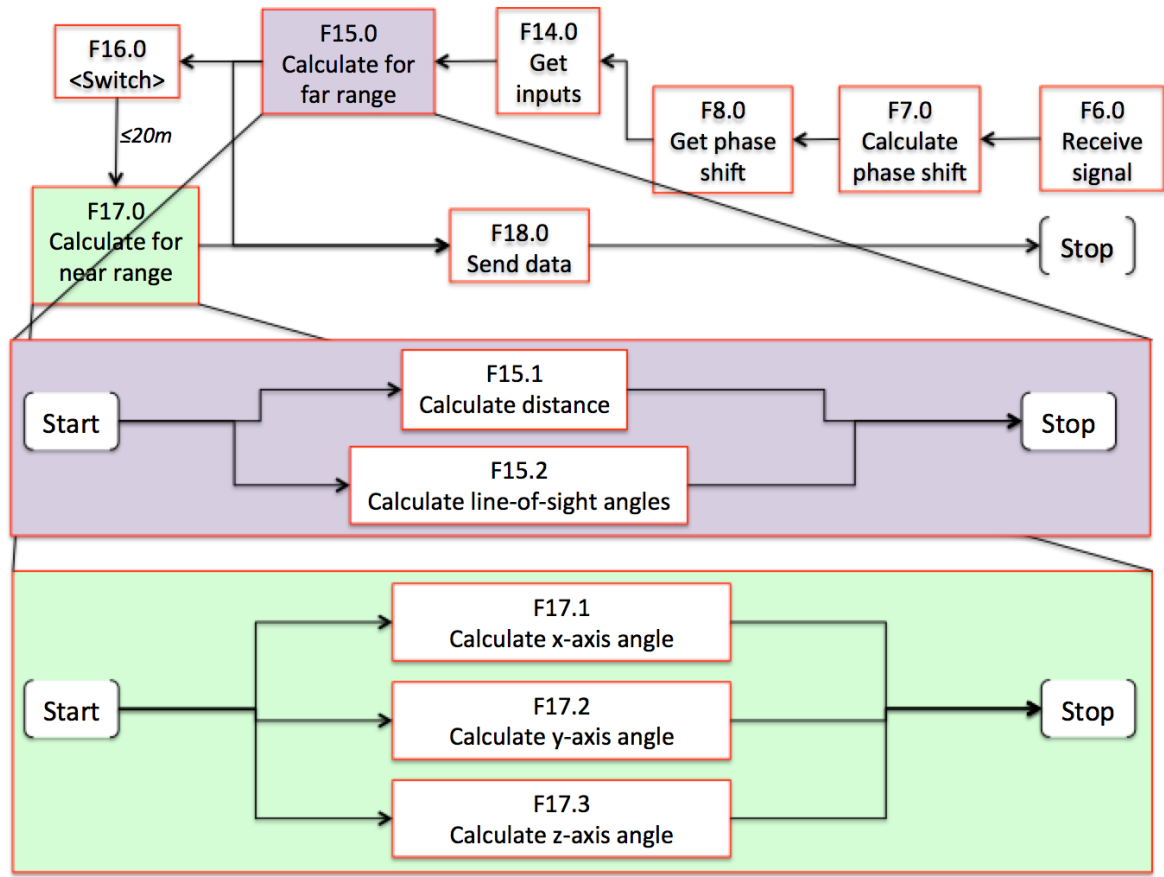 F16.0
<Switch>
F15.0
Calculate for
far range
F14.0
Get
inputs
F8.0
Get phase
shift
F7.0
Calculate
phase shift
F6.0
Receive
signal
≤20m
F17.0
Calculate for
near range
F18.0
Send data
Stop
Start
F15.1
Calculate distance
F15.2
Calculate line-of-sight angles
Stop
Start
F17.1
Calculate x-axis angle
F17.2
Calculate y-axis angle
F17.3
Calculate z-axis angle
Stop